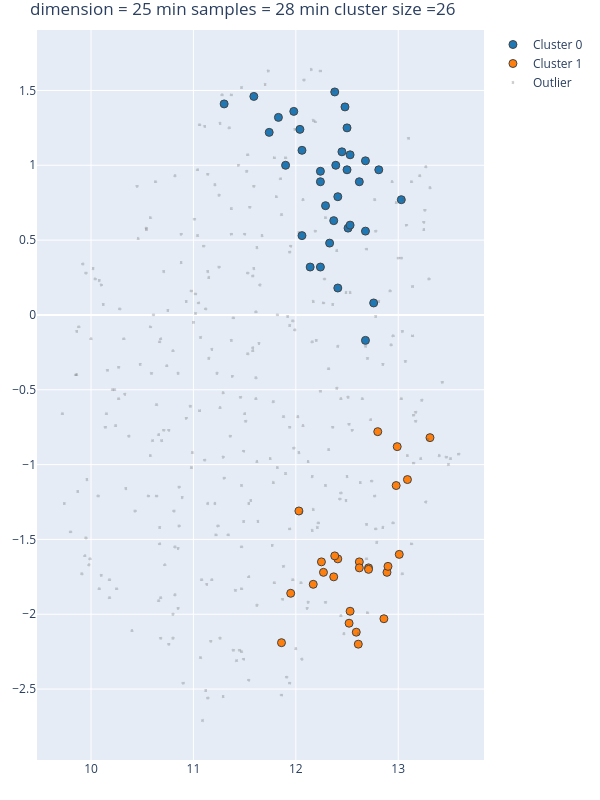 dimension = 25 min samples = 28 min cluster size =26
Cluster 0
Cluster 1
Outlier
1.5
1
0.5
0
−0.5
−1
−1.5
−2
−2.5
10 11 12 13